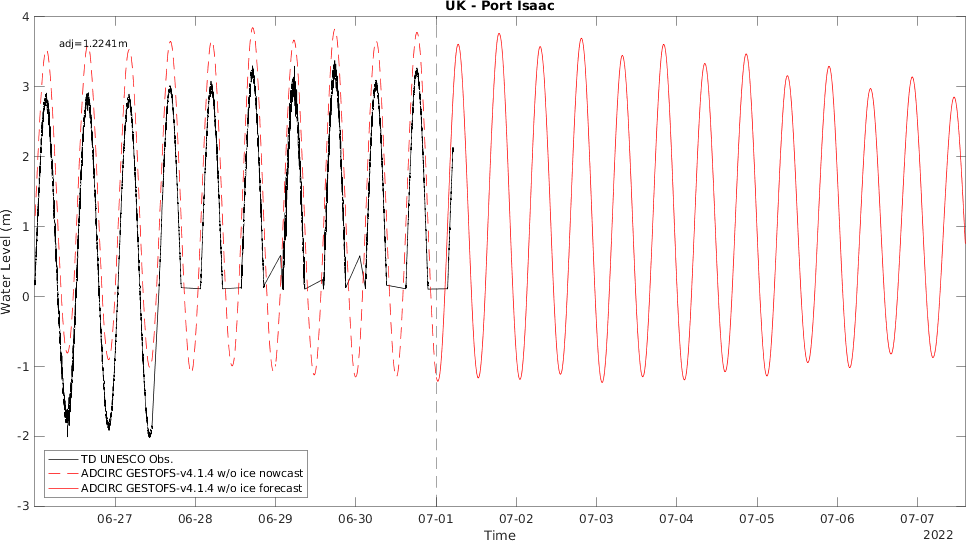 UK - Port Isaac
adj=1.2241m
Water Level (m)
4
3
2
1
0
-1
-2
-3
TD UNESCO Obs.
ADCIRC GESTOFS-v4.1.4 w/o ice nowcast
ADCIRC GESTOFS-v4.1.4 w/o ice forecast
06-27 06-28 06-29 06-30 07-01 07-02 07-03 07-04 07-05 07-06 07-07
Time
2022